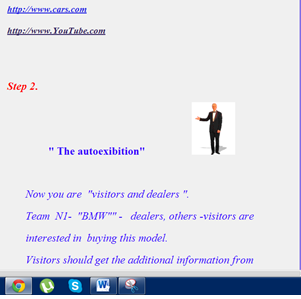 http://www.cars.com
http://www.YouTube.com
Step 2.
" The autoexibition"
Now you are "visitors and dealers ".
Team N1- "BMW"" - dealers, others -visitors are
interested in buying this model.
Visitors should get the additional information from